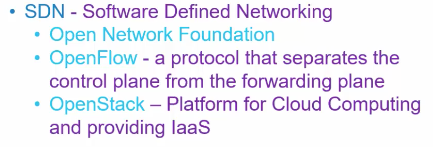 • SDN - Software Defined Networking
• Open Network Foundation
• OpenFlow - a protocol that separates the
control plane from the forwarding plane
• OpenStack – Platform for Cloud Computing
and providing IaaS